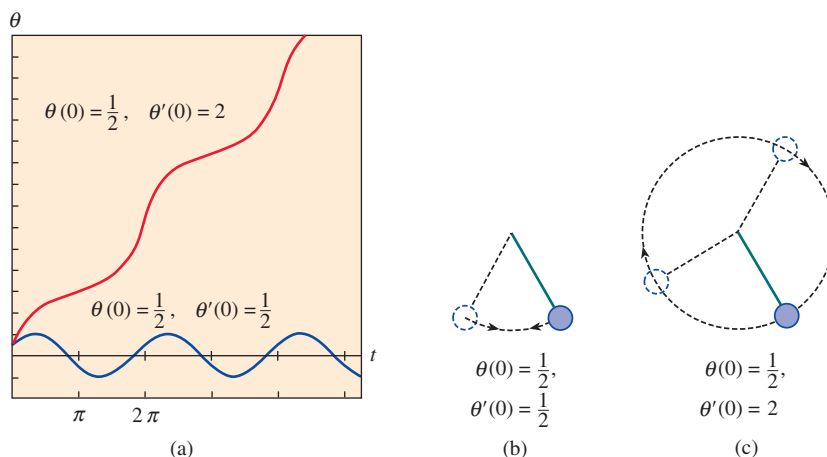 θ
θ(0) = 1/2, θ′(0) = 2
θ(0) = 1/2, θ′(0) = 1/2
t
π 2π
(a)
θ(0) = 1/2,
θ′(0) = 1/2
(b)
θ(0) = 1/2,
θ′(0) = 2
(c)